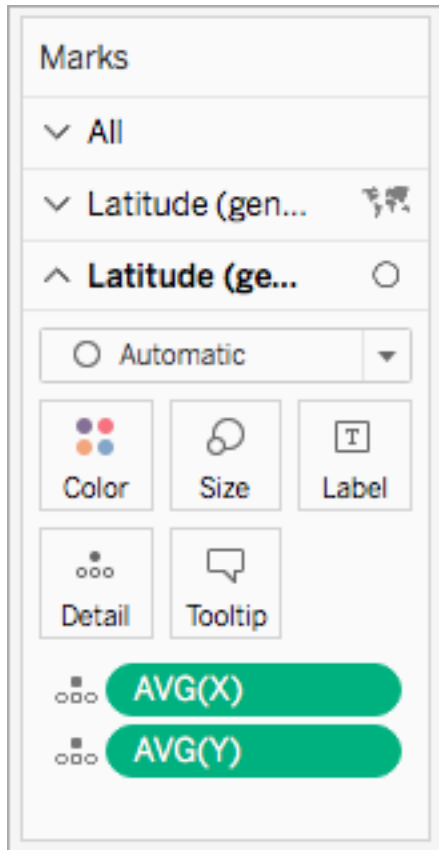 Marks
All
Latitude (gen...
Latitude (ge...
Automatic
Color Size Label
T
Detail Tooltip
AVG(X)
AVG(Y)